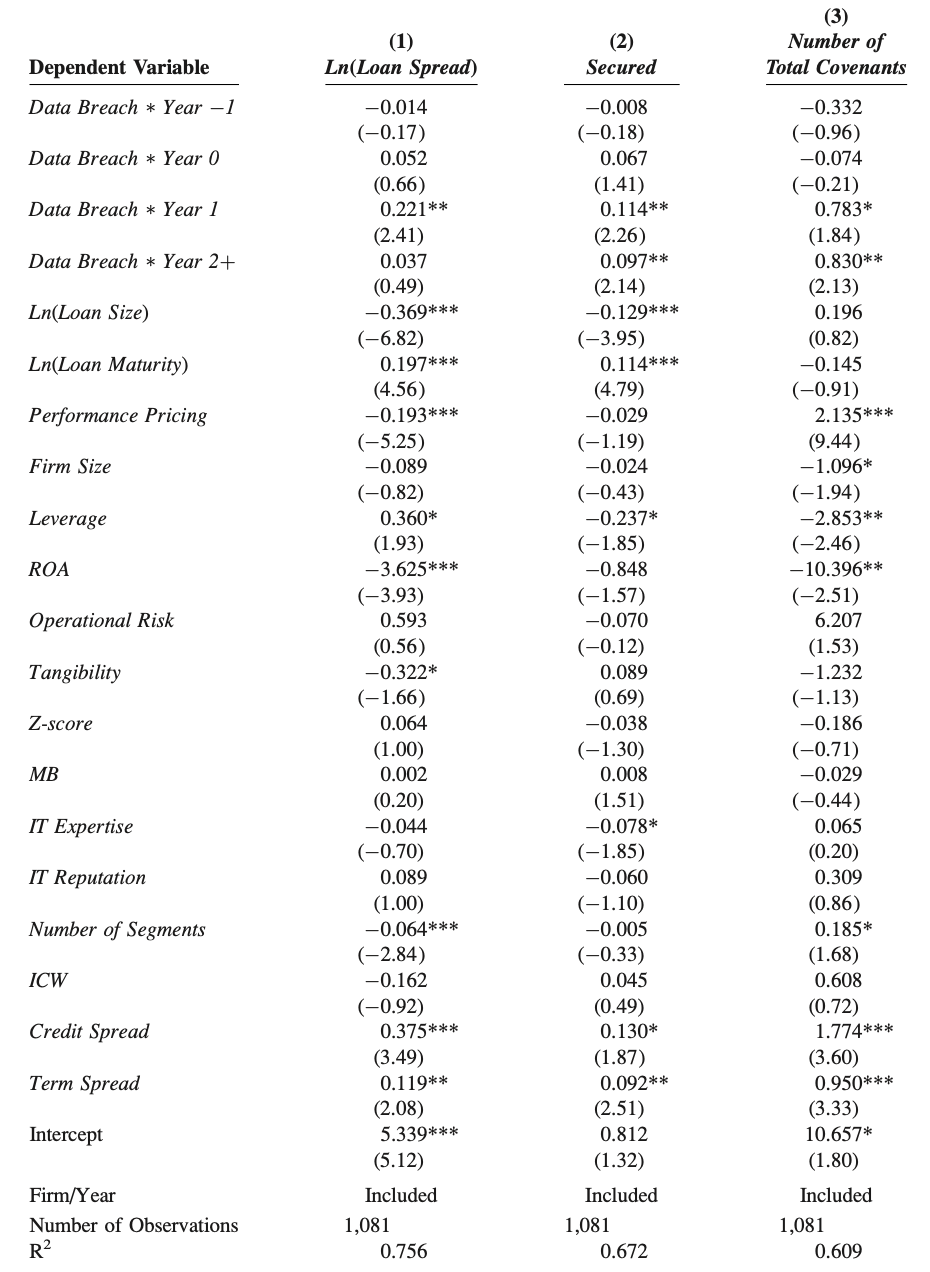 (3)
(1) (2) Number of
Dependent Variable Ln(Loan Spread) Secured Total Covenants
Data Breach ∗ Year −1 −0.014 −0.008 −0.332
(−0.17) (−0.18) (−0.96)
Data Breach ∗ Year 0 0.052 0.067 −0.074
(0.66) (1.41) (−0.21)
Data Breach ∗ Year 1 0.221** 0.114** 0.783*
(2.41) (2.26) (1.84)
Data Breach ∗ Year 2+ 0.037 0.097** 0.830**
(0.49) (2.14) (2.13)
Ln(Loan Size) −0.369*** −0.129*** 0.196
(−6.82) (−3.95) (0.82)
Ln(Loan Maturity) 0.197*** 0.114*** −0.145
(4.56) (4.79) (−0.91)
Performance Pricing −0.193*** −0.029 2.135***
(−5.25) (−1.19) (9.44)
Firm Size −0.089 −0.024 −1.096*
(−0.82) (−0.43) (−1.94)
Leverage 0.360* −0.237* −2.853**
(1.93) (−1.85) (−2.46)
ROA −3.625*** −0.848 −10.396**
(−3.93) (−1.57) (−2.51)
Operational Risk 0.593 −0.070 6.207
(0.56) (−0.12) (1.53)
Tangibility −0.322* 0.089 −1.232
(−1.66) (0.69) (−1.13)
Z-score 0.064 −0.038 −0.186
(1.00) (−1.30) (−0.71)
MB 0.002 0.008 −0.029
(0.20) (1.51) (−0.44)
IT Expertise −0.044 −0.078* 0.065
(−0.70) (−1.85) (0.20)
IT Reputation 0.089 −0.060 0.309
(1.00) (−1.10) (0.86)
Number of Segments −0.064*** −0.005 0.185*
(−2.84) (−0.33) (1.68)
ICW −0.162 0.045 0.608
(−0.92) (0.49) (0.72)
Credit Spread 0.375*** 0.130* 1.774***
(3.49) (1.87) (3.60)
Term Spread 0.119** 0.092** 0.950***
(2.08) (2.51) (3.33)
Intercept 5.339*** 0.812 10.657*
(5.12) (1.32) (1.80)
Firm/Year Included Included Included
Number of Observations 1,081 1,081 1,081
R² 0.756 0.672 0.609